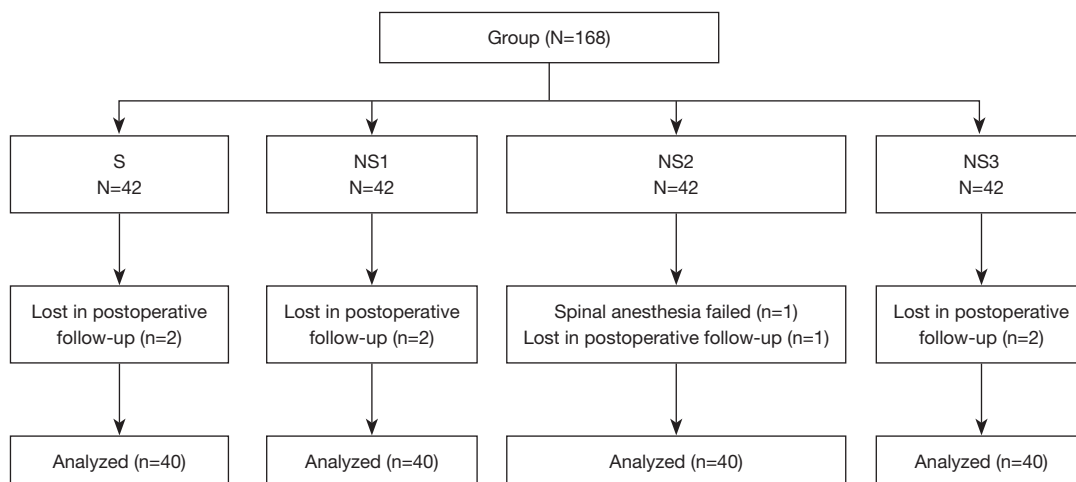 Group (N=168)
S
N=42
NS1
N=42
NS2
N=42
NS3
N=42
Lost in postoperative
follow-up (n=2)
Lost in postoperative
follow-up (n=2)
Spinal anesthesia failed (n=1)
Lost in postoperative follow-up (n=1)
Lost in postoperative
follow-up (n=2)
Analyzed (n=40)
Analyzed (n=40)
Analyzed (n=40)
Analyzed (n=40)